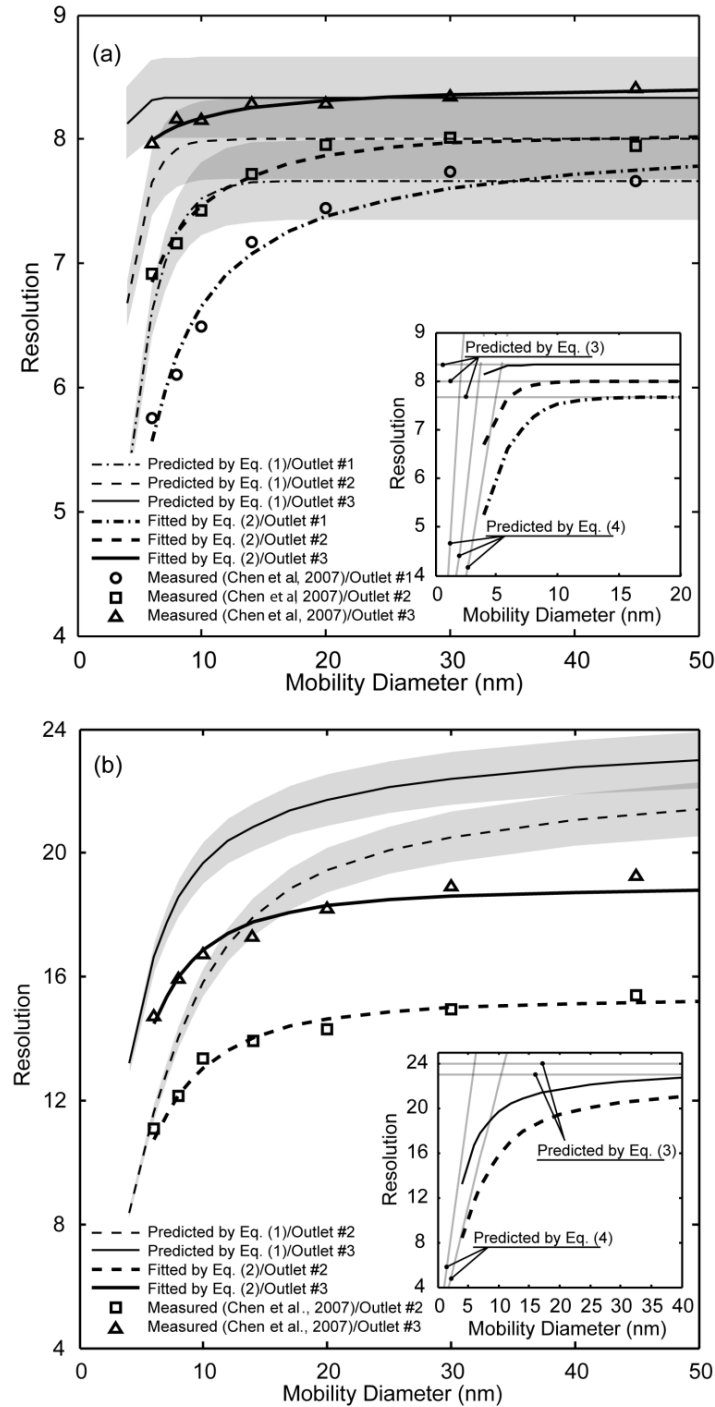 9
(a)
8
7
6
5
4
Resolution
Predicted by Eq. (1)/Outlet #1
Predicted by Eq. (1)/Outlet #2
Predicted by Eq. (1)/Outlet #3
Fitted by Eq. (2)/Outlet #1
Fitted by Eq. (2)/Outlet #2
Fitted by Eq. (2)/Outlet #3
Measured (Chen et al, 2007)/Outlet #1
Measured (Chen et al, 2007)/Outlet #2
Measured (Chen et al., 2007)/Outlet #3
9
8
7
6
5
4
Resolution
Predicted by Eq. (3)
Predicted by Eq. (4)
0 5 10 15 20
Mobility Diameter (nm)
0 10 20 30 40 50
Mobility Diameter (nm)
24
(b)
20
16
12
8
4
Resolution
Predicted by Eq. (1)/Outlet #2
Predicted by Eq. (1)/Outlet #3
Fitted by Eq. (2)/Outlet #2
Fitted by Eq. (2)/Outlet #3
Measured (Chen et al., 2007)/Outlet #2
Measured (Chen et al., 2007)/Outlet #3
24
20
16
12
8
4
Resolution
Predicted by Eq. (3)
Predicted by Eq. (4)
0 5 10 15 20 25 30 35 40
Mobility Diameter (nm)
0 10 20 30 40 50
Mobility Diameter (nm)